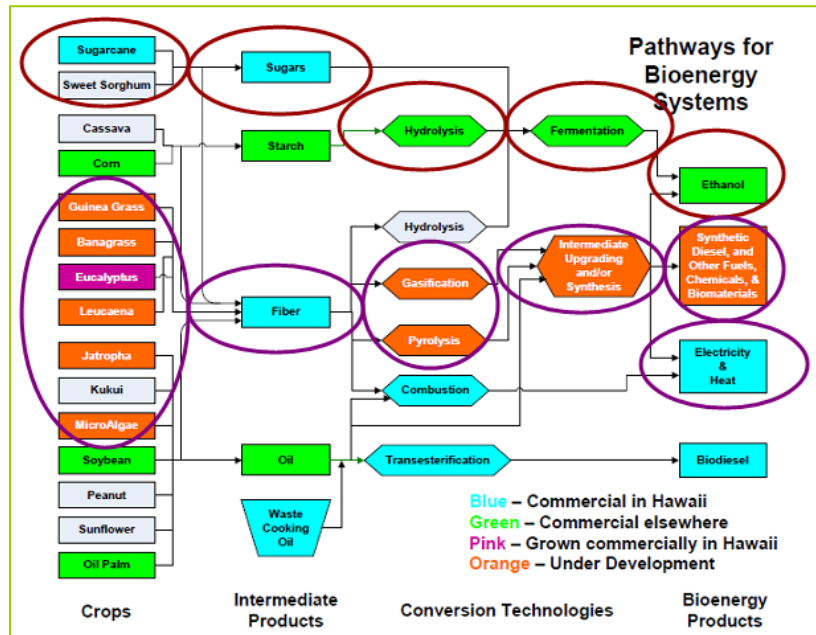 Pathways for
Bioenergy
Systems
Sugarcane
Sweet Sorghum
Cassava
Corn
Guinea Grass
Banagrass
Eucalyptus
Leucaena
Jatropha
Kukui
MicroAlgae
Soybean
Peanut
Sunflower
Oil Palm
Crops
Sugars
Starch
Fiber
Oil
Waste
Cooking
Oil
Intermediate
Products
Hydrolysis
Fermentation
Hydrolysis
Gasification
Pyrolysis
Combustion
Transesterification
Intermediate
Upgrading
and/or
Synthesis
Conversion Technologies
Ethanol
Synthetic
Diesel, and
Other Fuels,
Chemicals, &
Biomaterials
Electricity
&
Heat
Biodiesel
Blue – Commercial in Hawaii
Green – Commercial elsewhere
Pink – Grown commercially in Hawaii
Orange – Under Development
Bioenergy
Products